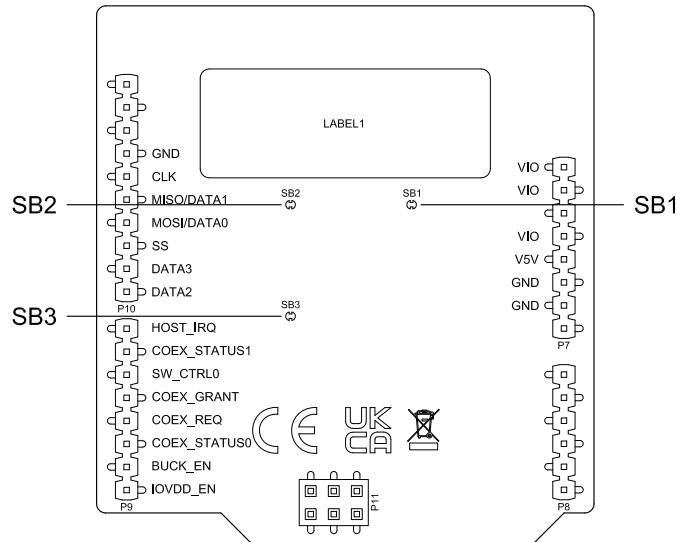 LABEL1
GND
CLK
MISO/DATA1
MOSI/DATA0
SS
DATA3
DATA2
P10
SB2
SB2
SB1
SB1
SB3
SB3
VIO
VIO
VIO
V5V
GND
GND
P7
HOST_IRQ
COEX_STATUS1
SW_CTRL0
COEX_GRANT
COEX_REQ
COEX_STATUS0
BUCK_EN
IOVDD_EN
P9
CE
UK
CA
P11
P8